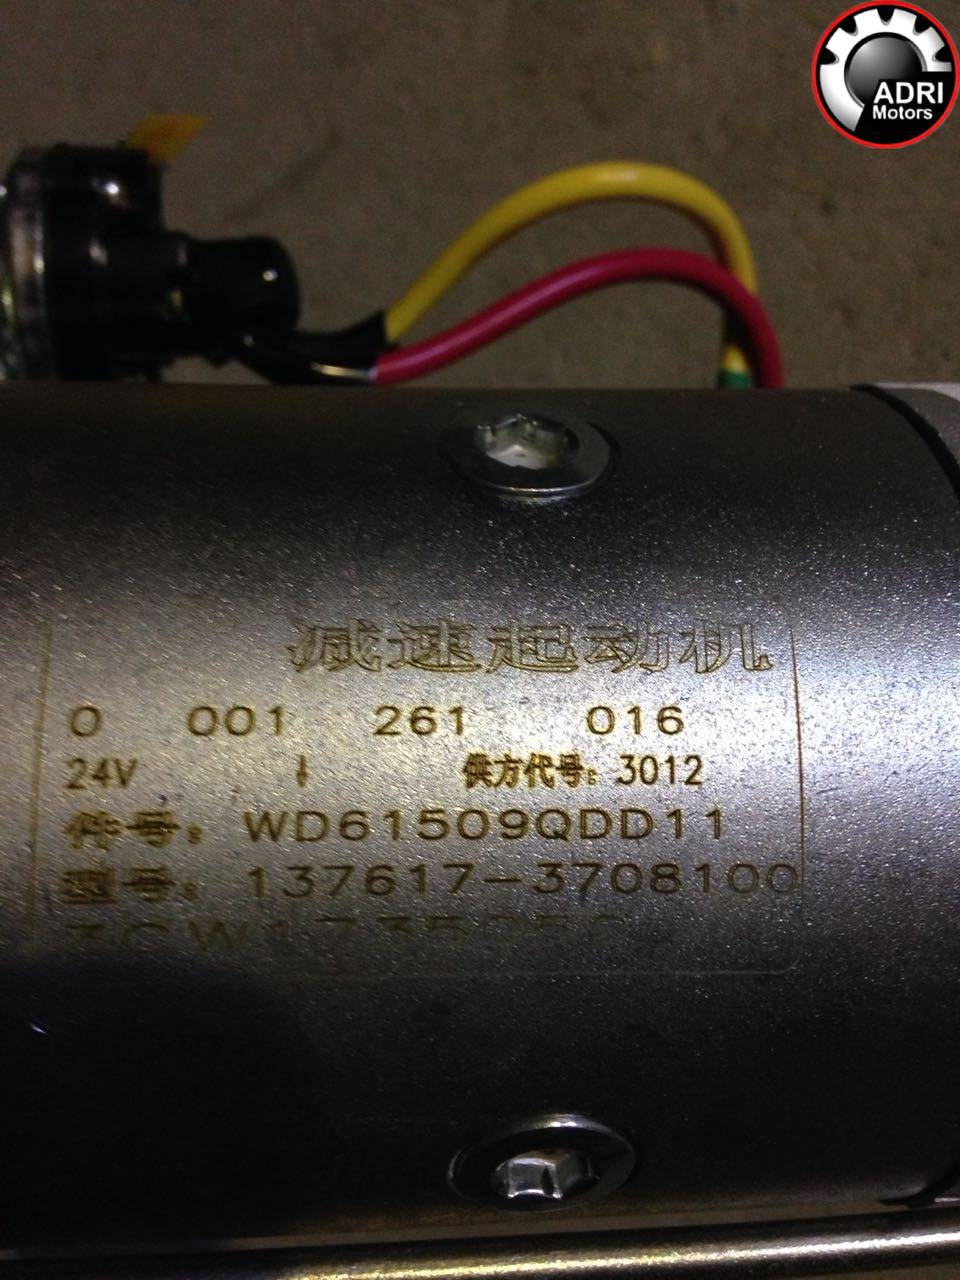 ADRI
Motors
减速起动机
0 001 261 016
24V ↓ 供方代号: 3012
件号: WD61509QDD11
型号: 137617-3708100